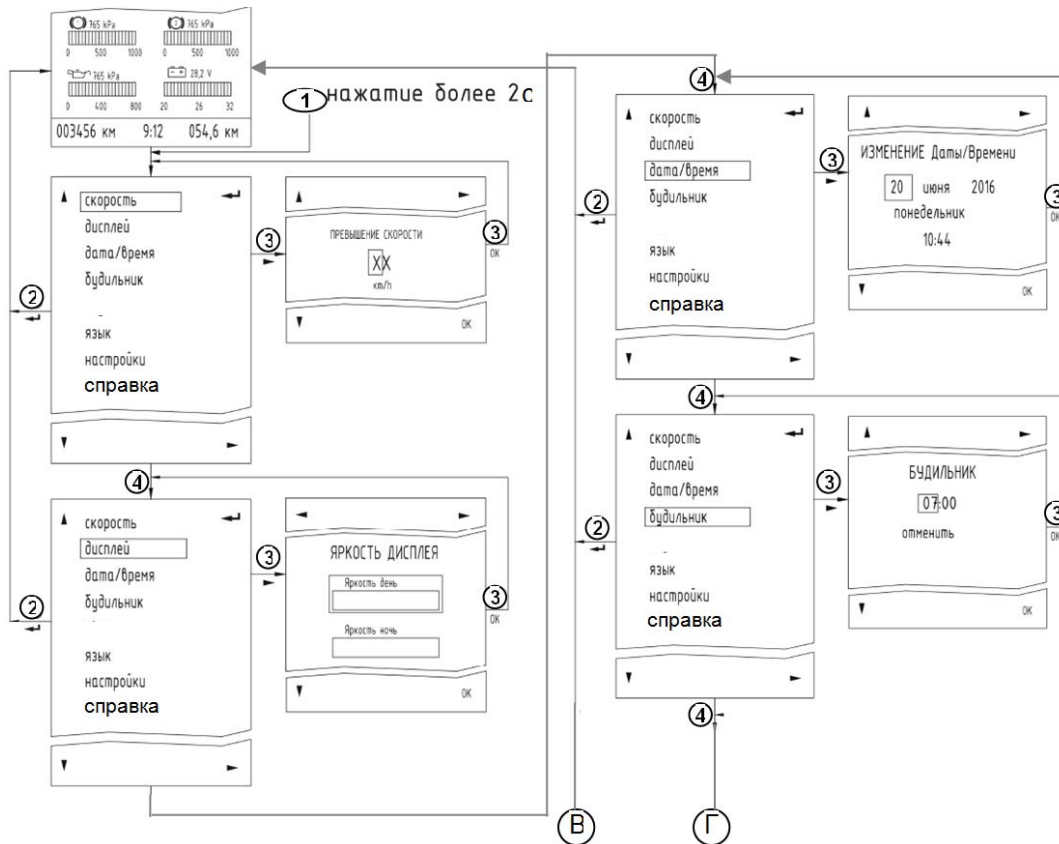 765 kPa 765 kPa
0 500 1000 0 500 1000
765 kPa 28,2 V
0 400 800 20 26 32
003456 км 9:12 054,6 км
1 нажатие более 2с
скорость
дисплей
дата/время
будильник
язык
настройки
справка
2
3
ПРЕВЫШЕНИЕ СКОРОСТИ
XX
km/h
OK
3
OK
4
скорость
дисплей
дата/время
будильник
язык
настройки
справка
2
3
ЯРКОСТЬ ДИСПЛЕЯ
Яркость день
Яркость ночь
OK
3
OK
4
скорость
дисплей
дата/время
будильник
язык
настройки
справка
2
3
ИЗМЕНЕНИЕ Даты/Времени
20 июня 2016
понедельник
10:44
OK
3
OK
4
скорость
дисплей
дата/время
будильник
язык
настройки
справка
2
3
БУДИЛЬНИК
07:00
отменить
OK
3
OK
4
В
Г